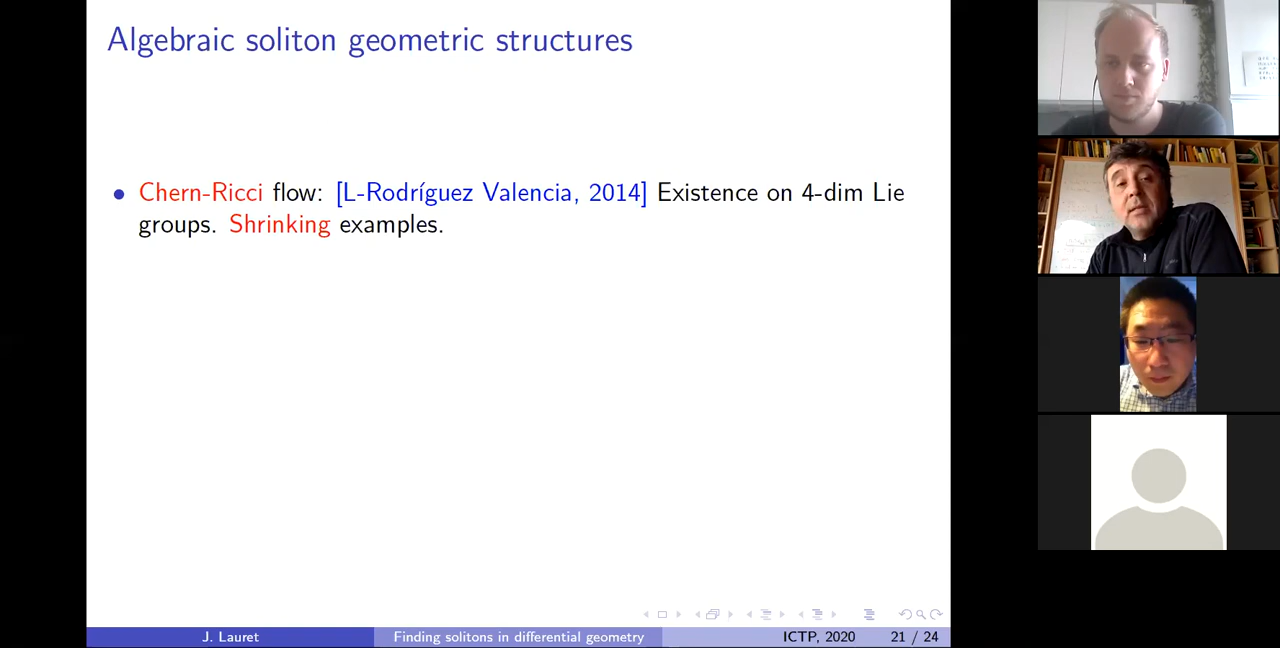 Algebraic soliton geometric structures
• Chern-Ricci flow: [L-Rodríguez Valencia, 2014] Existence on 4-dim Lie
groups. Shrinking examples.
J. Lauret
Finding solitons in differential geometry
ICTP, 2020
21 / 24